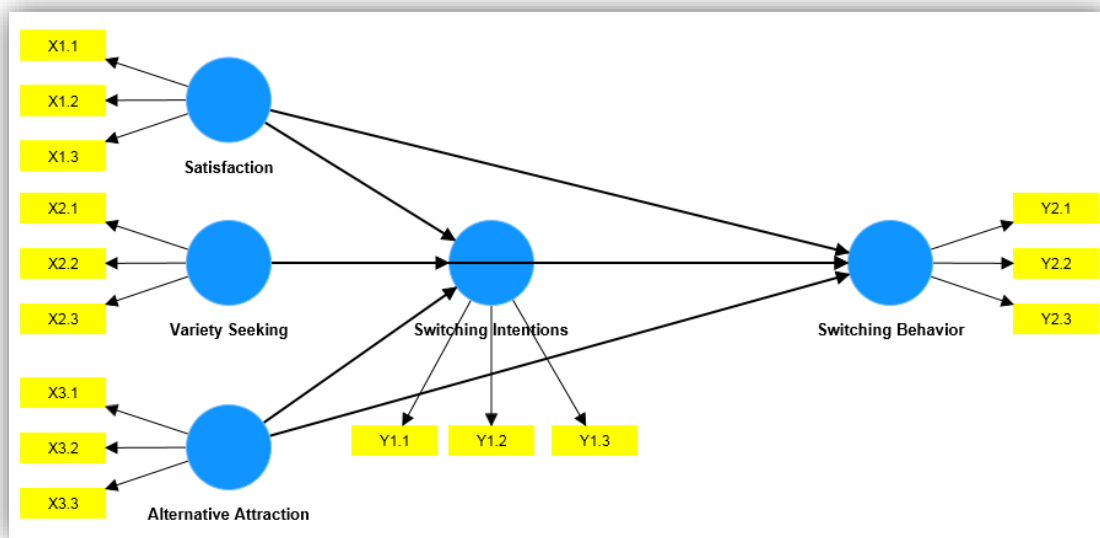 X1.1
X1.2
X1.3
Satisfaction
X2.1
X2.2
X2.3
Variety Seeking
Switching Intentions
Switching Behavior
Y2.1
Y2.2
Y2.3
X3.1
X3.2
X3.3
Alternative Attraction
Y1.1
Y1.2
Y1.3